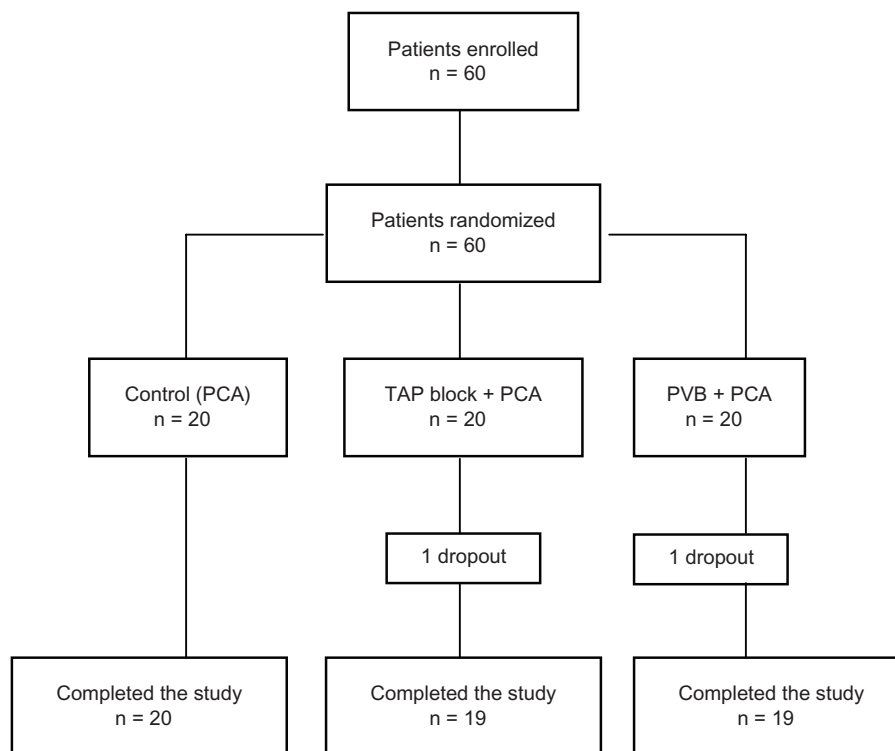 Patients enrolled
n = 60
Patients randomized
n = 60
Control (PCA)
n = 20
TAP block + PCA
n = 20
PVB + PCA
n = 20
1 dropout
1 dropout
Completed the study
n = 20
Completed the study
n = 19
Completed the study
n = 19